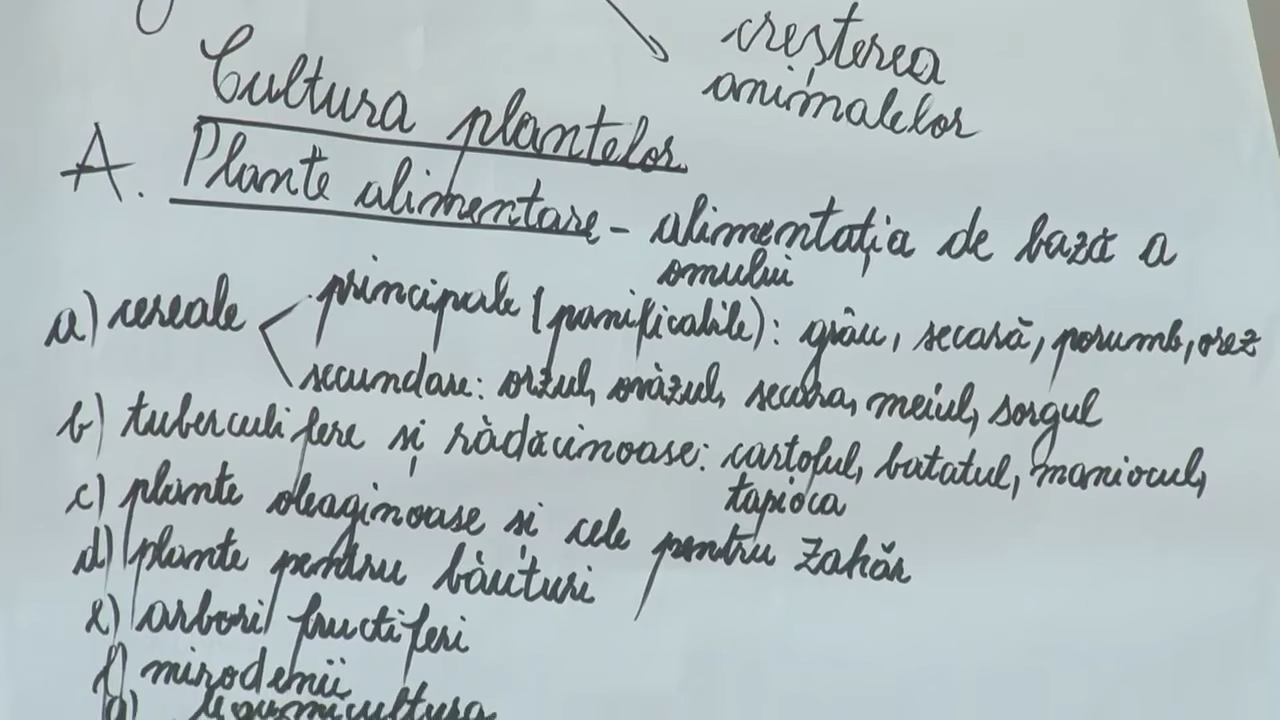 creșterea
animalelor
Cultura plantelor
A. Plante alimentare - alimentația de bază a
omului
a) cereale
principale (panificabile): grâu, secară, porumb, orez
secundare: orzul, ovăzul, secara, meiul, sorgul
b) tuberculifere și rădăcinoase: cartoful, batatul, maniocul,
tapioca
c) plante oleaginoase și cele pentru zahăr
d) plante pentru băuturi
e) arbori fructiferi
f) mirodenii
g) legumicultura